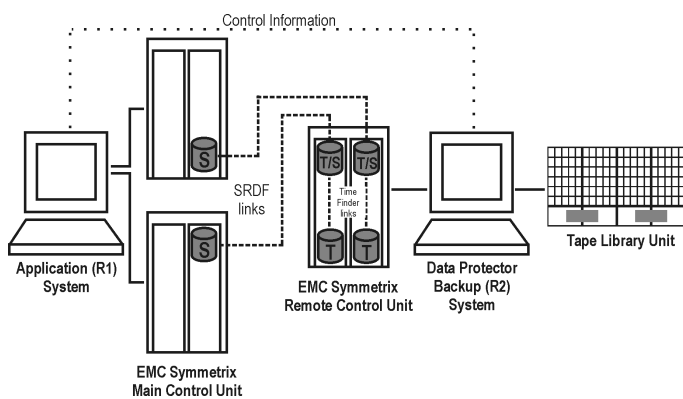 Control Information
S
T/S
T/S
SRDF
links
Time
Finder
links
S
T
T
Application (R1)
System
EMC Symmetrix
Remote Control Unit
Data Protector
Backup (R2)
System
Tape Library Unit
EMC Symmetrix
Main Control Unit